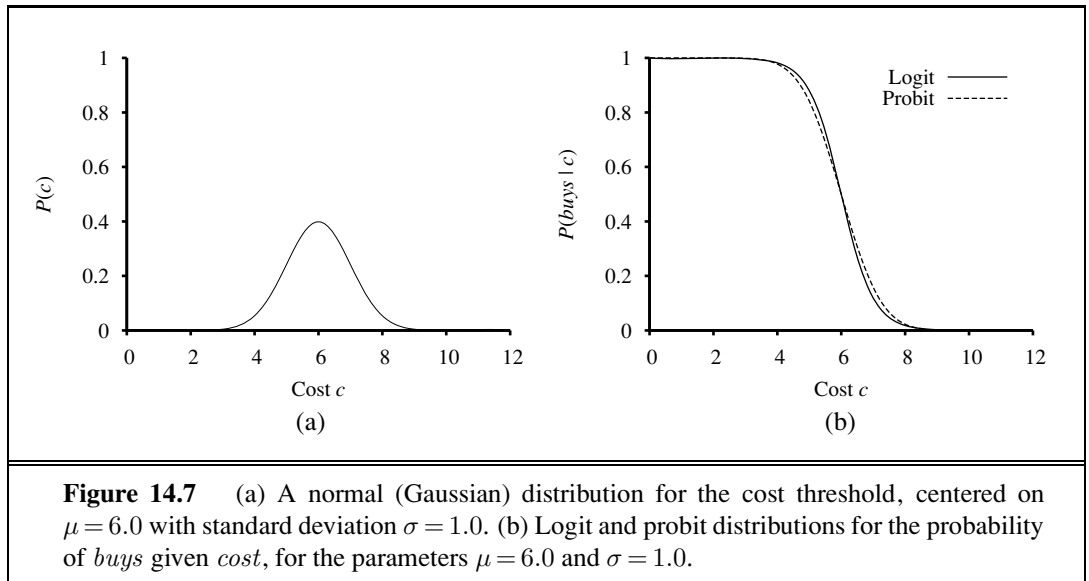 1
0.8
0.6
0.4
0.2
0
P(c)
0 2 4 6 8 10 12
Cost c
(a)
1
0.8
0.6
0.4
0.2
0
P(buys | c)
Logit
Probit
0 2 4 6 8 10 12
Cost c
(b)
Figure 14.7 (a) A normal (Gaussian) distribution for the cost threshold, centered on
μ = 6.0 with standard deviation σ = 1.0. (b) Logit and probit distributions for the probability
of buys given cost, for the parameters μ = 6.0 and σ = 1.0.